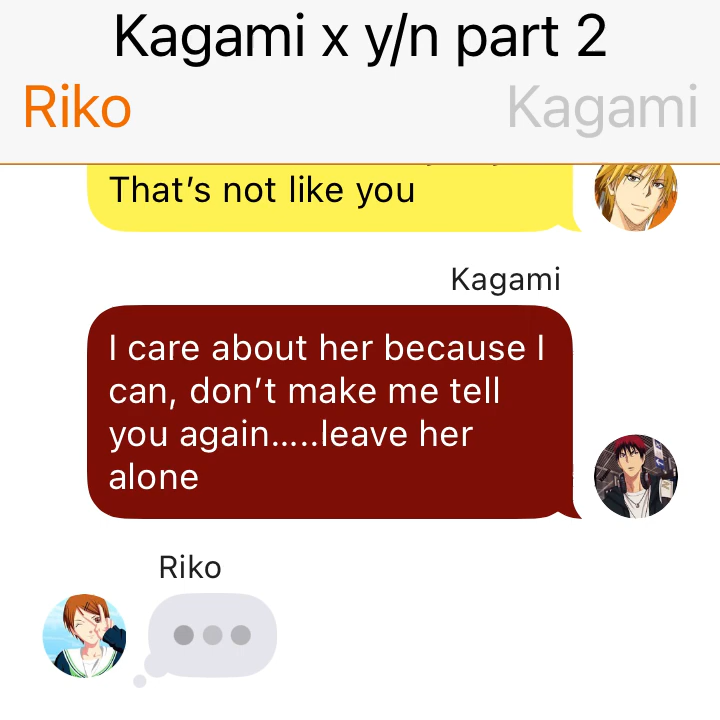 Kagami x y/n part 2
Riko
Kagami
That’s not like you
Kagami
I care about her because I
can, don’t make me tell
you again.....leave her
alone
Riko